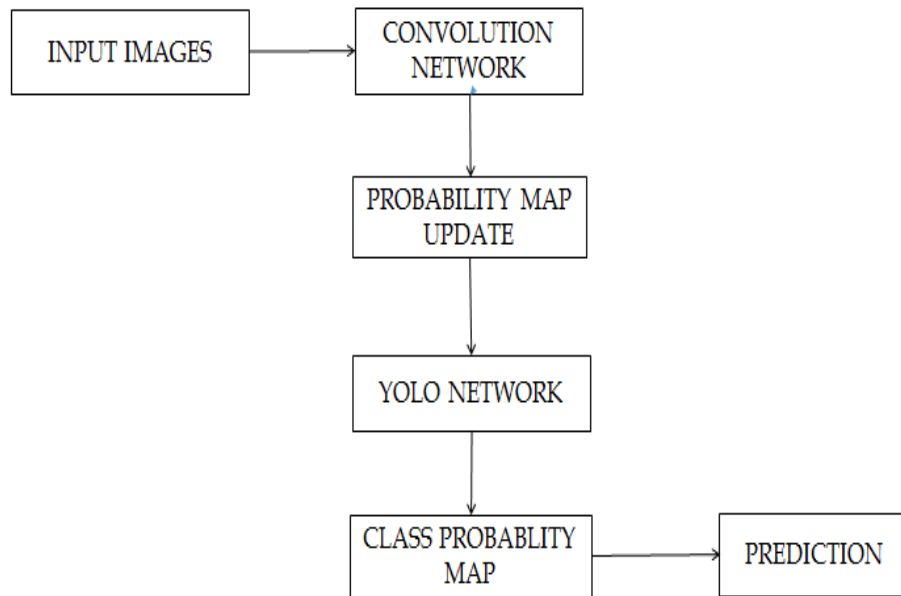 INPUT IMAGES
CONVOLUTION
NETWORK
PROBABILITY MAP
UPDATE
YOLO NETWORK
CLASS PROBABLITY
MAP
PREDICTION